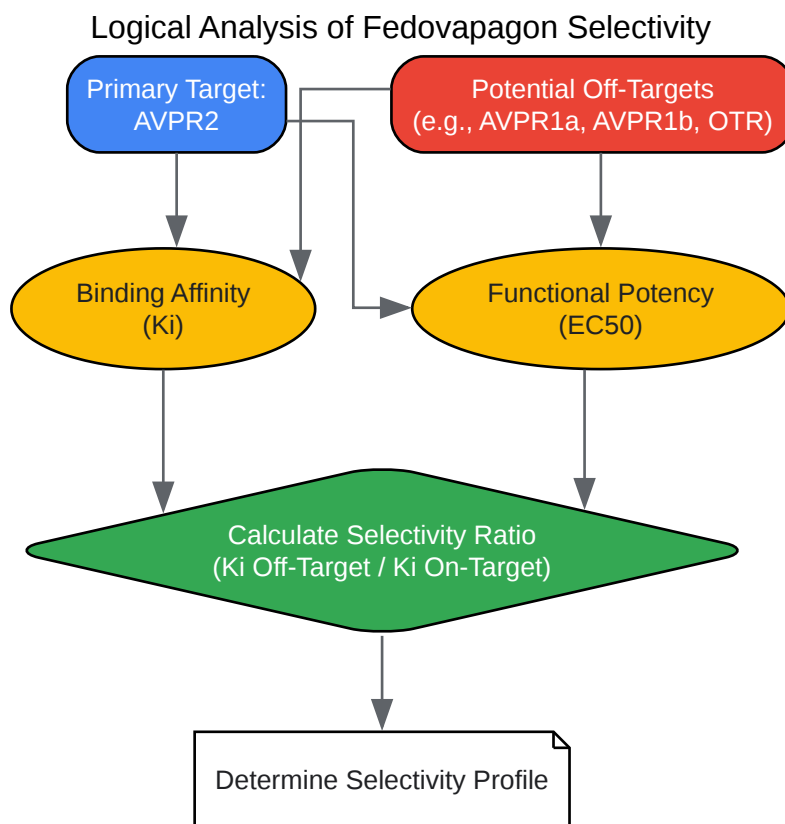 Logical Analysis of Fedovapagon Selectivity
Primary Target:
AVPR2
Potential Off-Targets
(e.g., AVPR1a, AVPR1b, OTR)
Binding Affinity
(Ki)
Functional Potency
(EC50)
Calculate Selectivity Ratio
(Ki Off-Target / Ki On-Target)
Determine Selectivity Profile